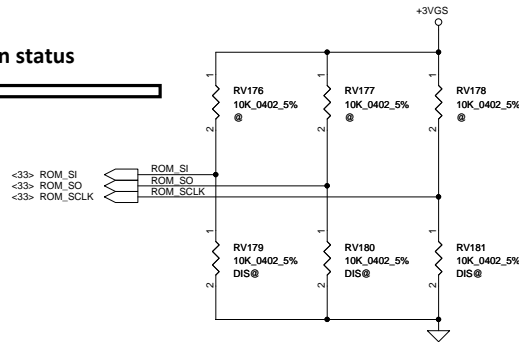 +3VGS
m status
1
1
1
RV176
10K_0402_5%
@
RV177
10K_0402_5%
@
RV178
10K_0402_5%
@
2
2
2
<33> ROM_SI
ROM_SI
<33> ROM_SO
ROM_SO
<33> ROM_SCLK
ROM_SCLK
1
1
1
RV179
10K_0402_5%
DIS@
RV180
10K_0402_5%
DIS@
RV181
10K_0402_5%
DIS@
2
2
2